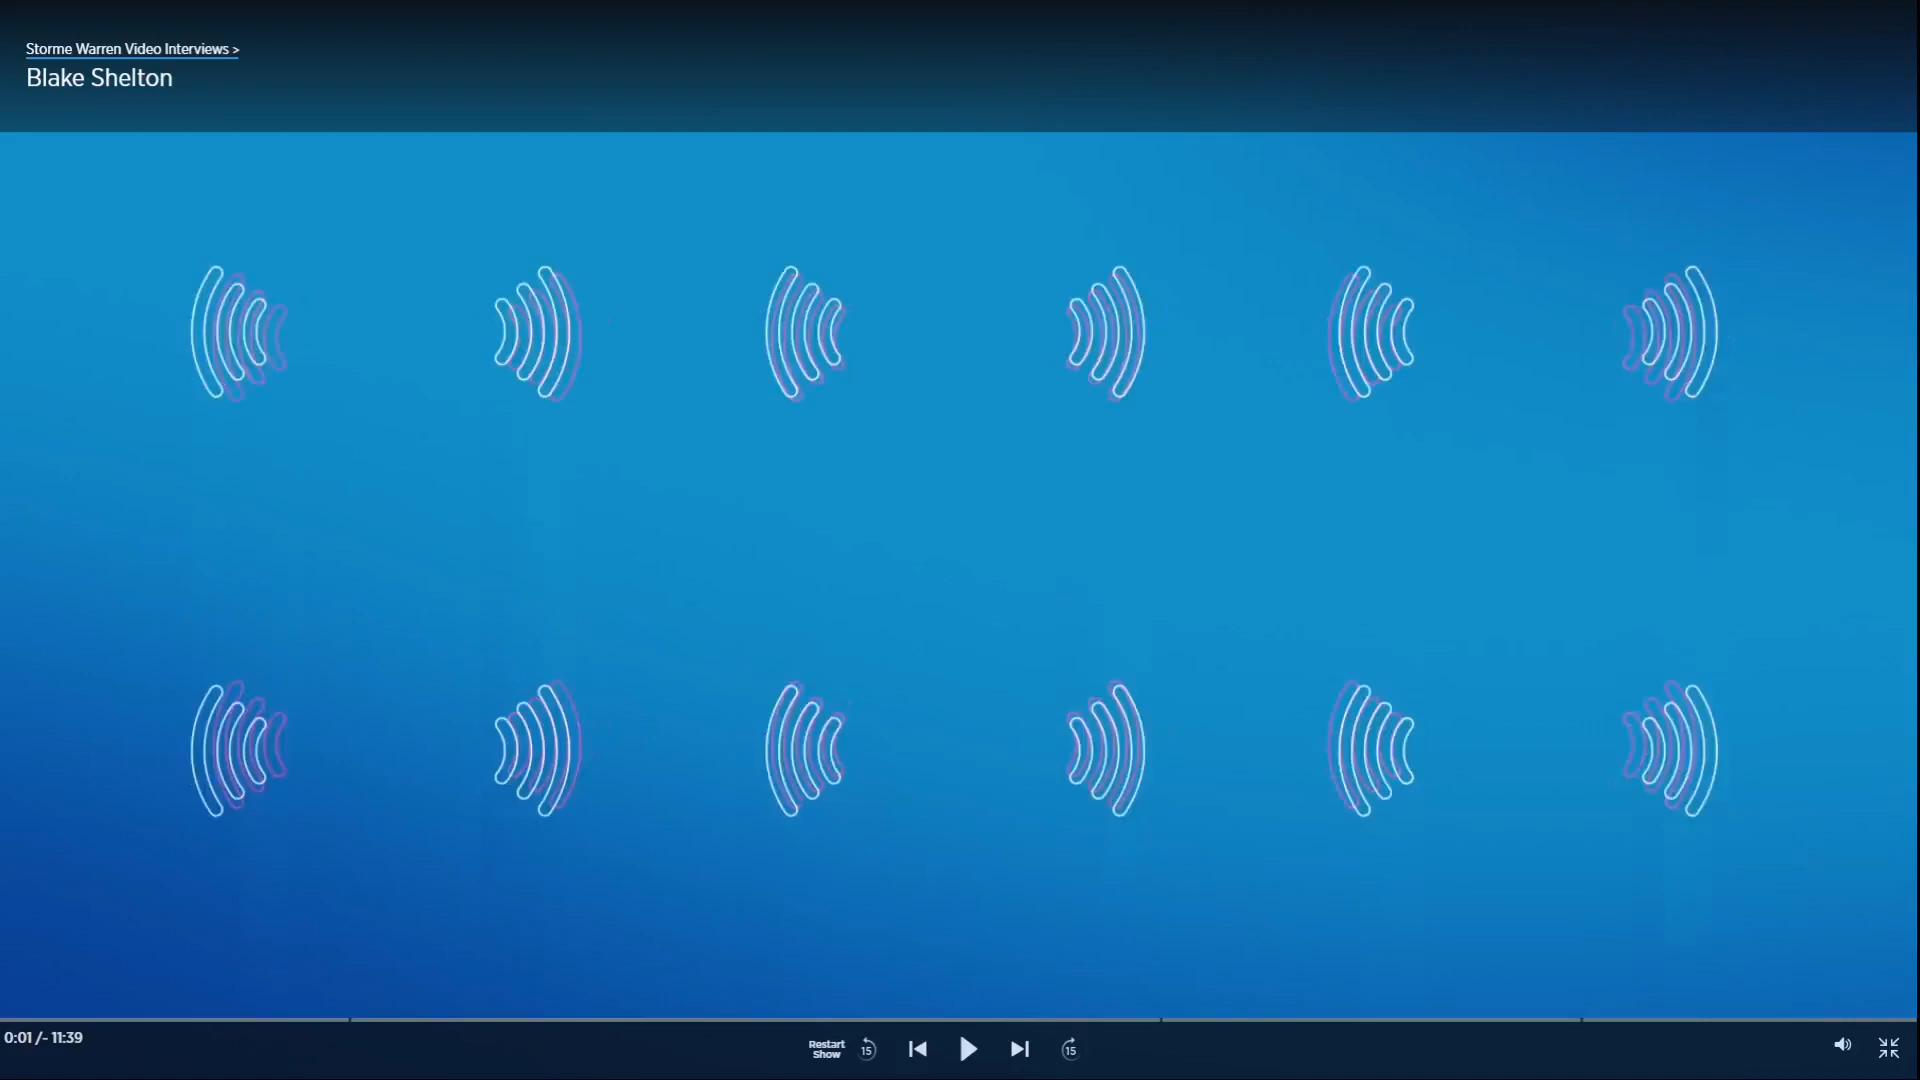 Storme Warren Video Interviews >
Blake Shelton
0:01 /- 11:39
Restart
Show
15
15